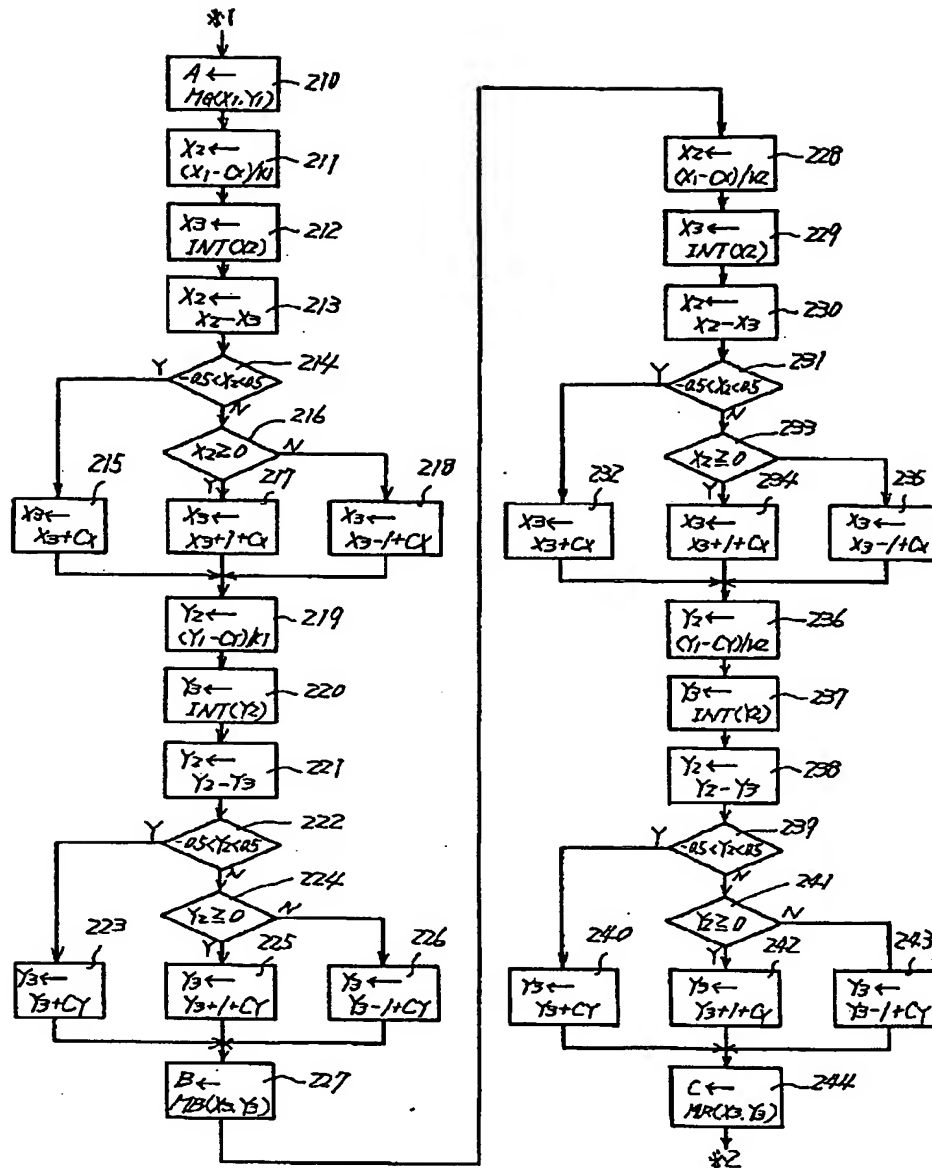 ※1
A ←
MG(X1, Y1)
210
X2 ←
(X1-CX)/K1
211
X3 ←
INT(X2)
212
X2 ←
X2-X3
213
214
Y
-0.5<X2<0.5
N
216
X2≧0
N
Y
215
X3 ←
X3+CX
217
X3 ←
X3+1+CX
218
X3 ←
X3-1+CX
Y2 ←
(Y1-CY)/K1
219
Y3 ←
INT(Y2)
220
Y2 ←
Y2-Y3
221
222
Y
-0.5<Y2<0.5
N
224
Y2≧0
N
Y
223
Y3 ←
Y3+CY
225
Y3 ←
Y3+1+CY
226
Y3 ←
Y3-1+CY
B ←
MB(X3, Y3)
227
X2 ←
(X1-CX)/K2
228
X3 ←
INT(X2)
229
X2 ←
X2-X3
230
231
Y
-0.5<X2<0.5
N
233
X2≧0
N
Y
232
X3 ←
X3+CX
234
X3 ←
X3+1+CX
235
X3 ←
X3-1+CX
Y2 ←
(Y1-CY)/K2
236
Y3 ←
INT(Y2)
237
Y2 ←
Y2-Y3
238
239
Y
-0.5<Y2<0.5
N
241
Y2≧0
N
Y
240
Y3 ←
Y3+CY
242
Y3 ←
Y3+1+CY
243
Y3 ←
Y3-1+CY
C ←
MR(X3, Y3)
244
※2